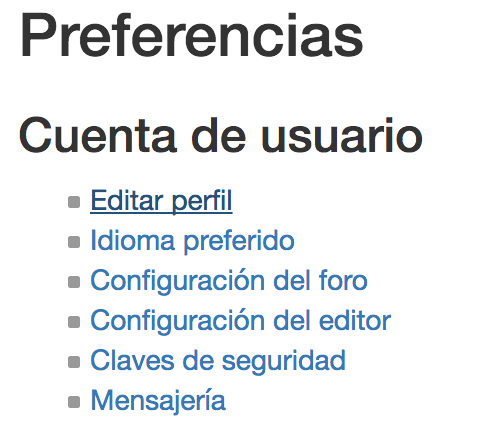 Preferencias
Cuenta de usuario
Editar perfil
Idioma preferido
Configuración del foro
Configuración del editor
Claves de seguridad
Mensajería